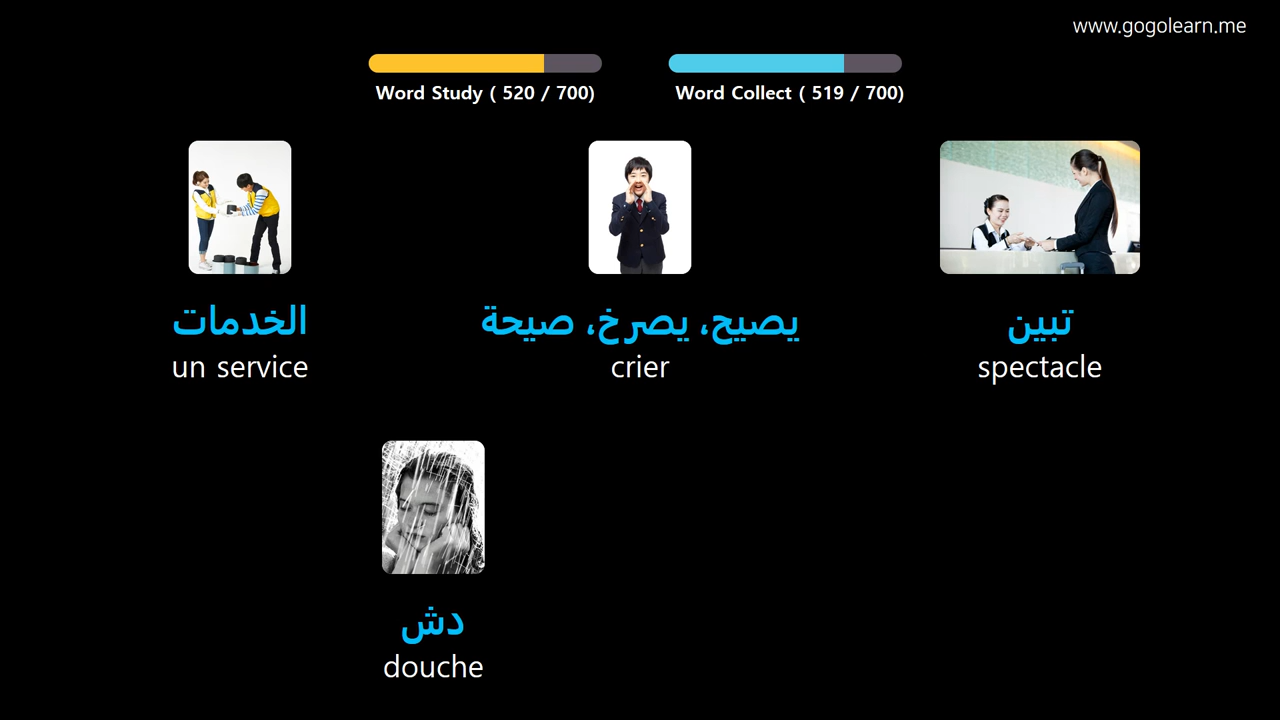 www.gogolearn.me
Word Study ( 520 / 700)
Word Collect ( 519 / 700)
الخدمات
un service
يصيح، يصرخ، صيحة
crier
تبين
spectacle
دش
douche